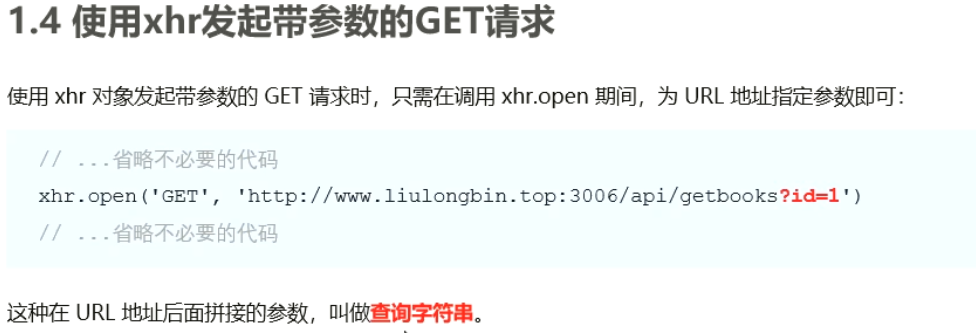 1.4 使用xhr发起带参数的GET请求
使用 xhr 对象发起带参数的 GET 请求时，只需在调用 xhr.open 期间，为 URL 地址指定参数即可：
// ...省略不必要的代码
xhr.open('GET', 'http://www.liulongbin.top:3006/api/getbooks?id=1')
// ...省略不必要的代码
这种在 URL 地址后面拼接的参数，叫做查询字符串。